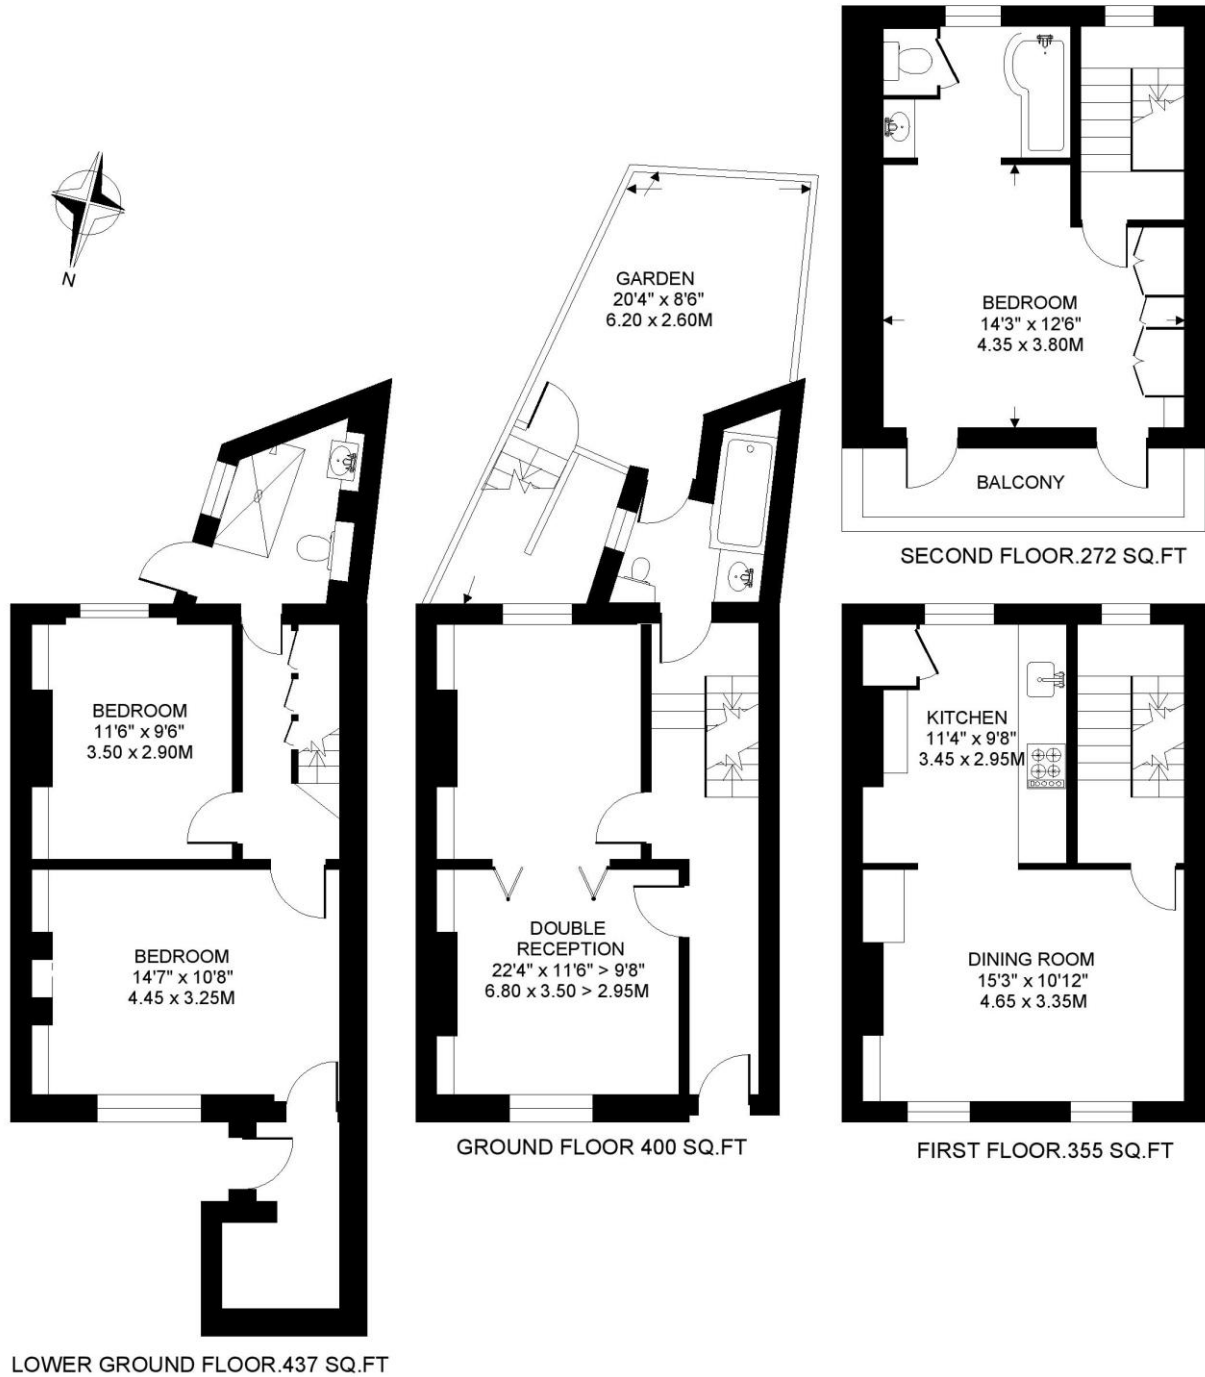 N
GARDEN
20'4" x 8'6"
6.20 x 2.60M
BEDROOM
14'3" x 12'6"
4.35 x 3.80M
BALCONY
SECOND FLOOR.272 SQ.FT
BEDROOM
11'6" x 9'6"
3.50 x 2.90M
BEDROOM
14'7" x 10'8"
4.45 x 3.25M
LOWER GROUND FLOOR.437 SQ.FT
DOUBLE
RECEPTION
22'4" x 11'6" > 9'8"
6.80 x 3.50 > 2.95M
GROUND FLOOR 400 SQ.FT
KITCHEN
11'4" x 9'8"
3.45 x 2.95M
DINING ROOM
15'3" x 10'12"
4.65 x 3.35M
FIRST FLOOR.355 SQ.FT